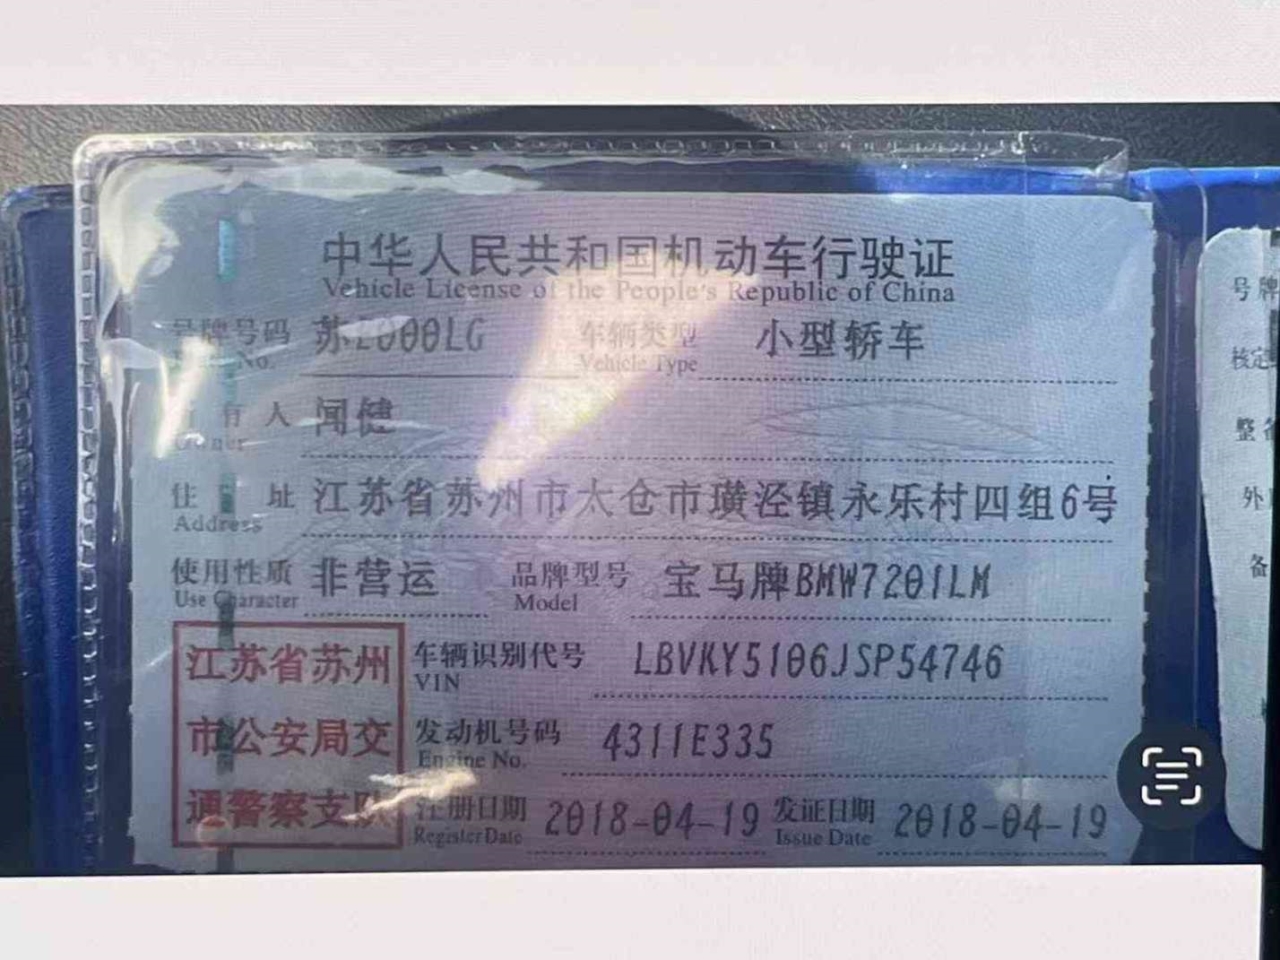 中华人民共和国机动车行驶证
Vehicle License of the People's Republic of China
号牌号码 苏E000LG 车辆类型 小型轿车
No. Vehicle Type
有人 闻健
Owner
住 址 江苏省苏州市太仓市璜泾镇永乐村四组6号
Address
使用性质 非营运 品牌型号 宝马牌BMW7201LM
Use Character Model
江苏省苏州
市公安局交
通警察支队
车辆识别代号 LBVKY5106JSP54746
VIN
发动机号码 4311E335
Engine No.
注册日期 2018-04-19 发证日期 2018-04-19
Register Date Issue Date
号牌
核定
整备
外
备